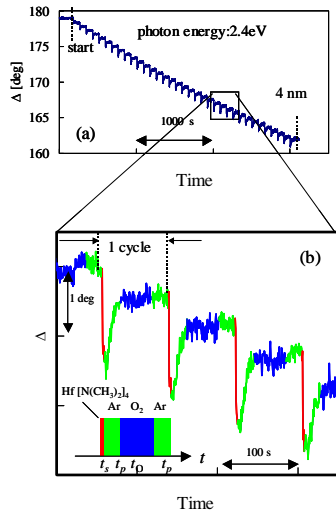 180
175
170
165
160
Δ [deg]
photon energy:2.4eV
start
4 nm
1000 s
(a)
Time
1 cycle
(b)
1 deg
Δ
Hf [N(CH₃)₂]₄
Ar O₂ Ar
tₛ tₚ t_O tₚ t
100 s
Time